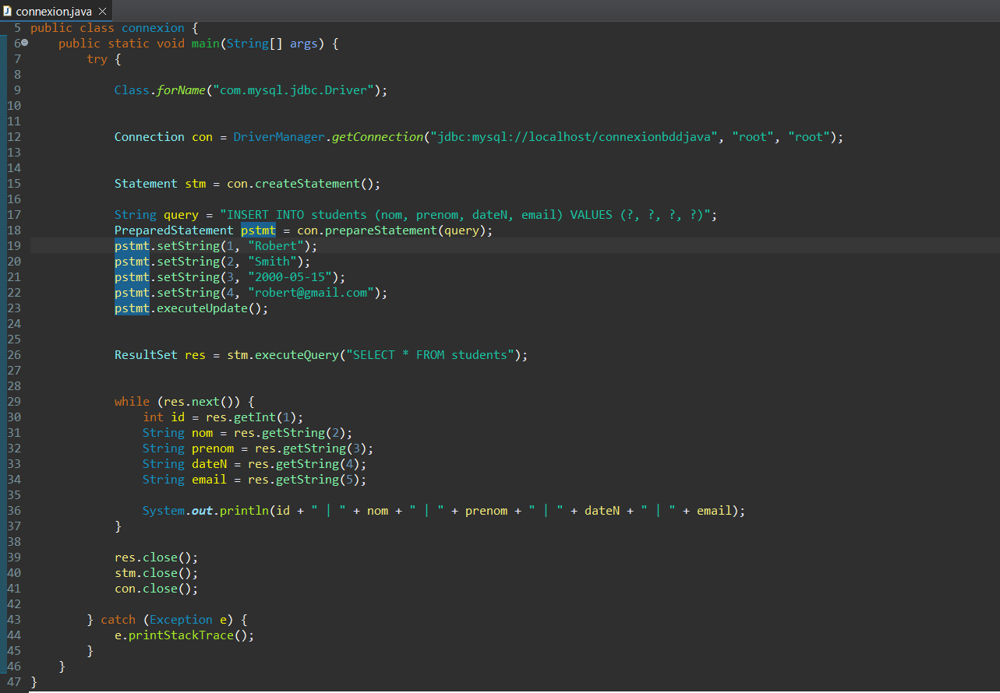 connexion.java
5 public class connexion {
6 public static void main(String[] args) {
7 try {
8
9 Class.forName("com.mysql.jdbc.Driver");
10
11
12 Connection con = DriverManager.getConnection("jdbc:mysql://localhost/connexionbddjava", "root", "root");
13
14
15 Statement stm = con.createStatement();
16
17 String query = "INSERT INTO students (nom, prenom, dateN, email) VALUES (?, ?, ?, ?)";
18 PreparedStatement pstmt = con.prepareStatement(query);
19 pstmt.setString(1, "Robert");
20 pstmt.setString(2, "Smith");
21 pstmt.setString(3, "2000-05-15");
22 pstmt.setString(4, "robert@gmail.com");
23 pstmt.executeUpdate();
24
25
26 ResultSet res = stm.executeQuery("SELECT * FROM students");
27
28
29 while (res.next()) {
30 int id = res.getInt(1);
31 String nom = res.getString(2);
32 String prenom = res.getString(3);
33 String dateN = res.getString(4);
34 String email = res.getString(5);
35
36 System.out.println(id + " | " + nom + " | " + prenom + " | " + dateN + " | " + email);
37 }
38
39 res.close();
40 stm.close();
41 con.close();
42
43 } catch (Exception e) {
44 e.printStackTrace();
45 }
46 }
47 }